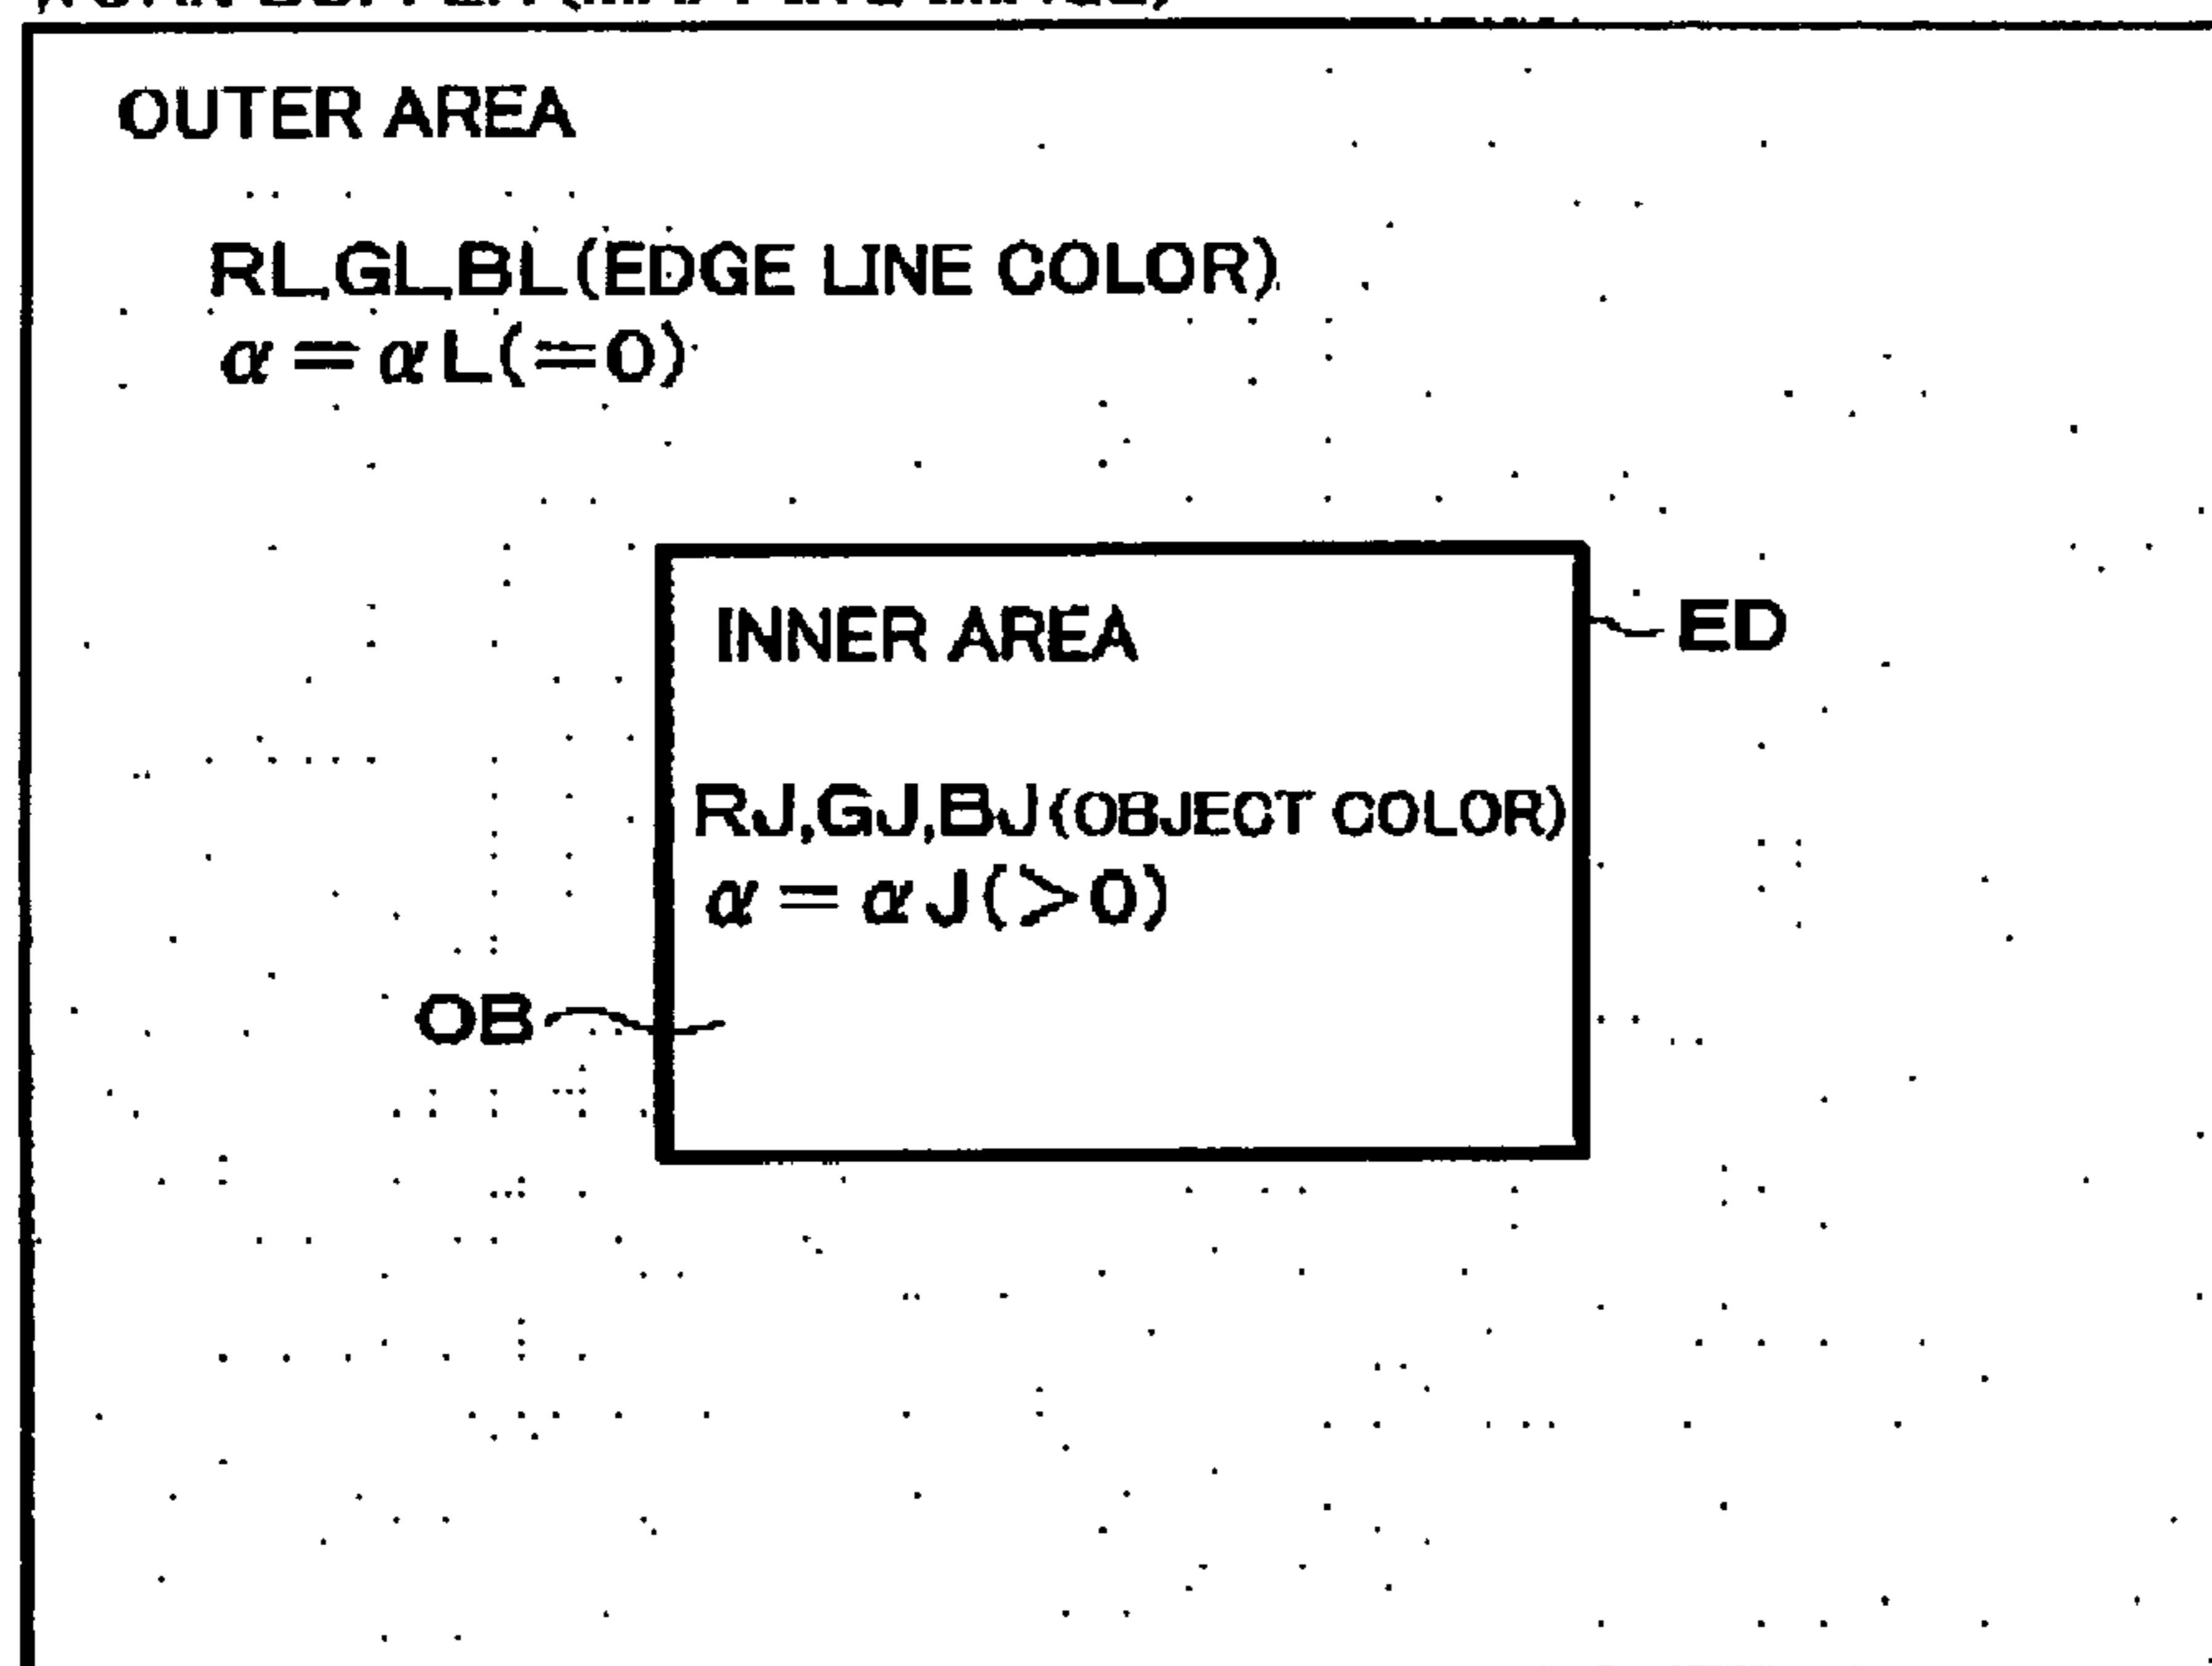 OUTER AREA
RL,GL,BL(EDGE LINE COLOR)
α=αL(=0)
INNER AREA
ED
RJ,GJ,BJ(OBJECT COLOR)
α=αJ(>0)
OB